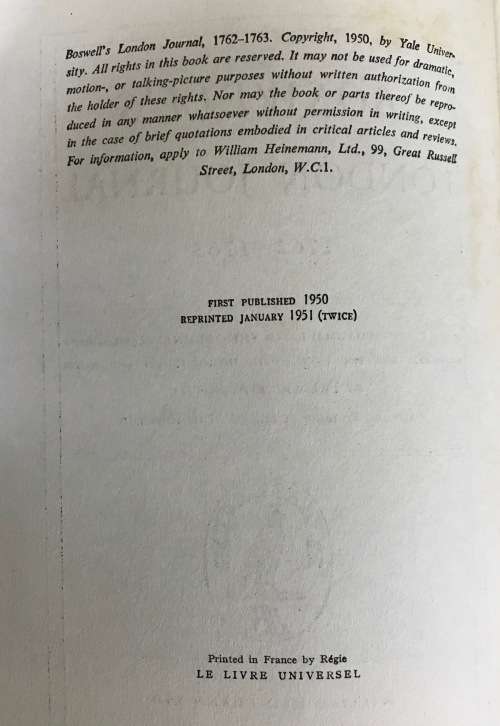 Boswell's London Journal, 1762–1763. Copyright, 1950, by Yale Univer-
sity. All rights in this book are reserved. It may not be used for dramatic,
motion-, or talking-picture purposes without written authorization from
the holder of these rights. Nor may the book or parts thereof be repro-
duced in any manner whatsoever without permission in writing, except
in the case of brief quotations embodied in critical articles and reviews.
For information, apply to William Heinemann, Ltd., 99, Great Russell
Street, London, W.C.1.
FIRST PUBLISHED 1950
REPRINTED JANUARY 1951 (TWICE)
Printed in France by Régie
LE LIVRE UNIVERSEL